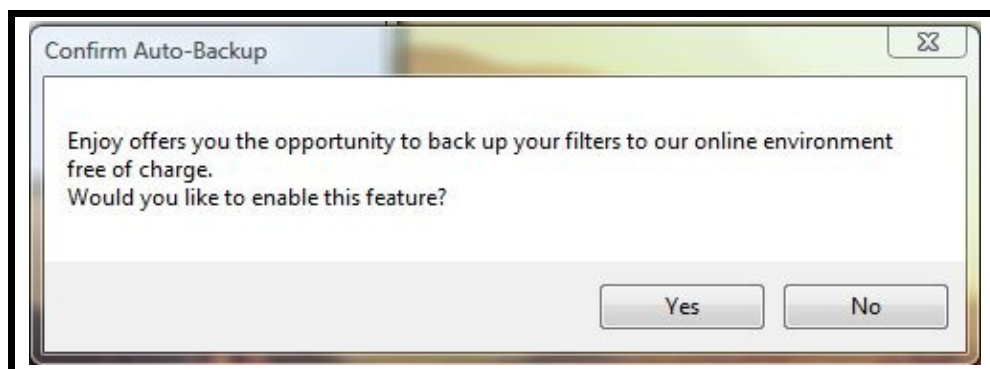 Confirm Auto-Backup
Enjoy offers you the opportunity to back up your filters to our online environment
free of charge.
Would you like to enable this feature?
Yes No